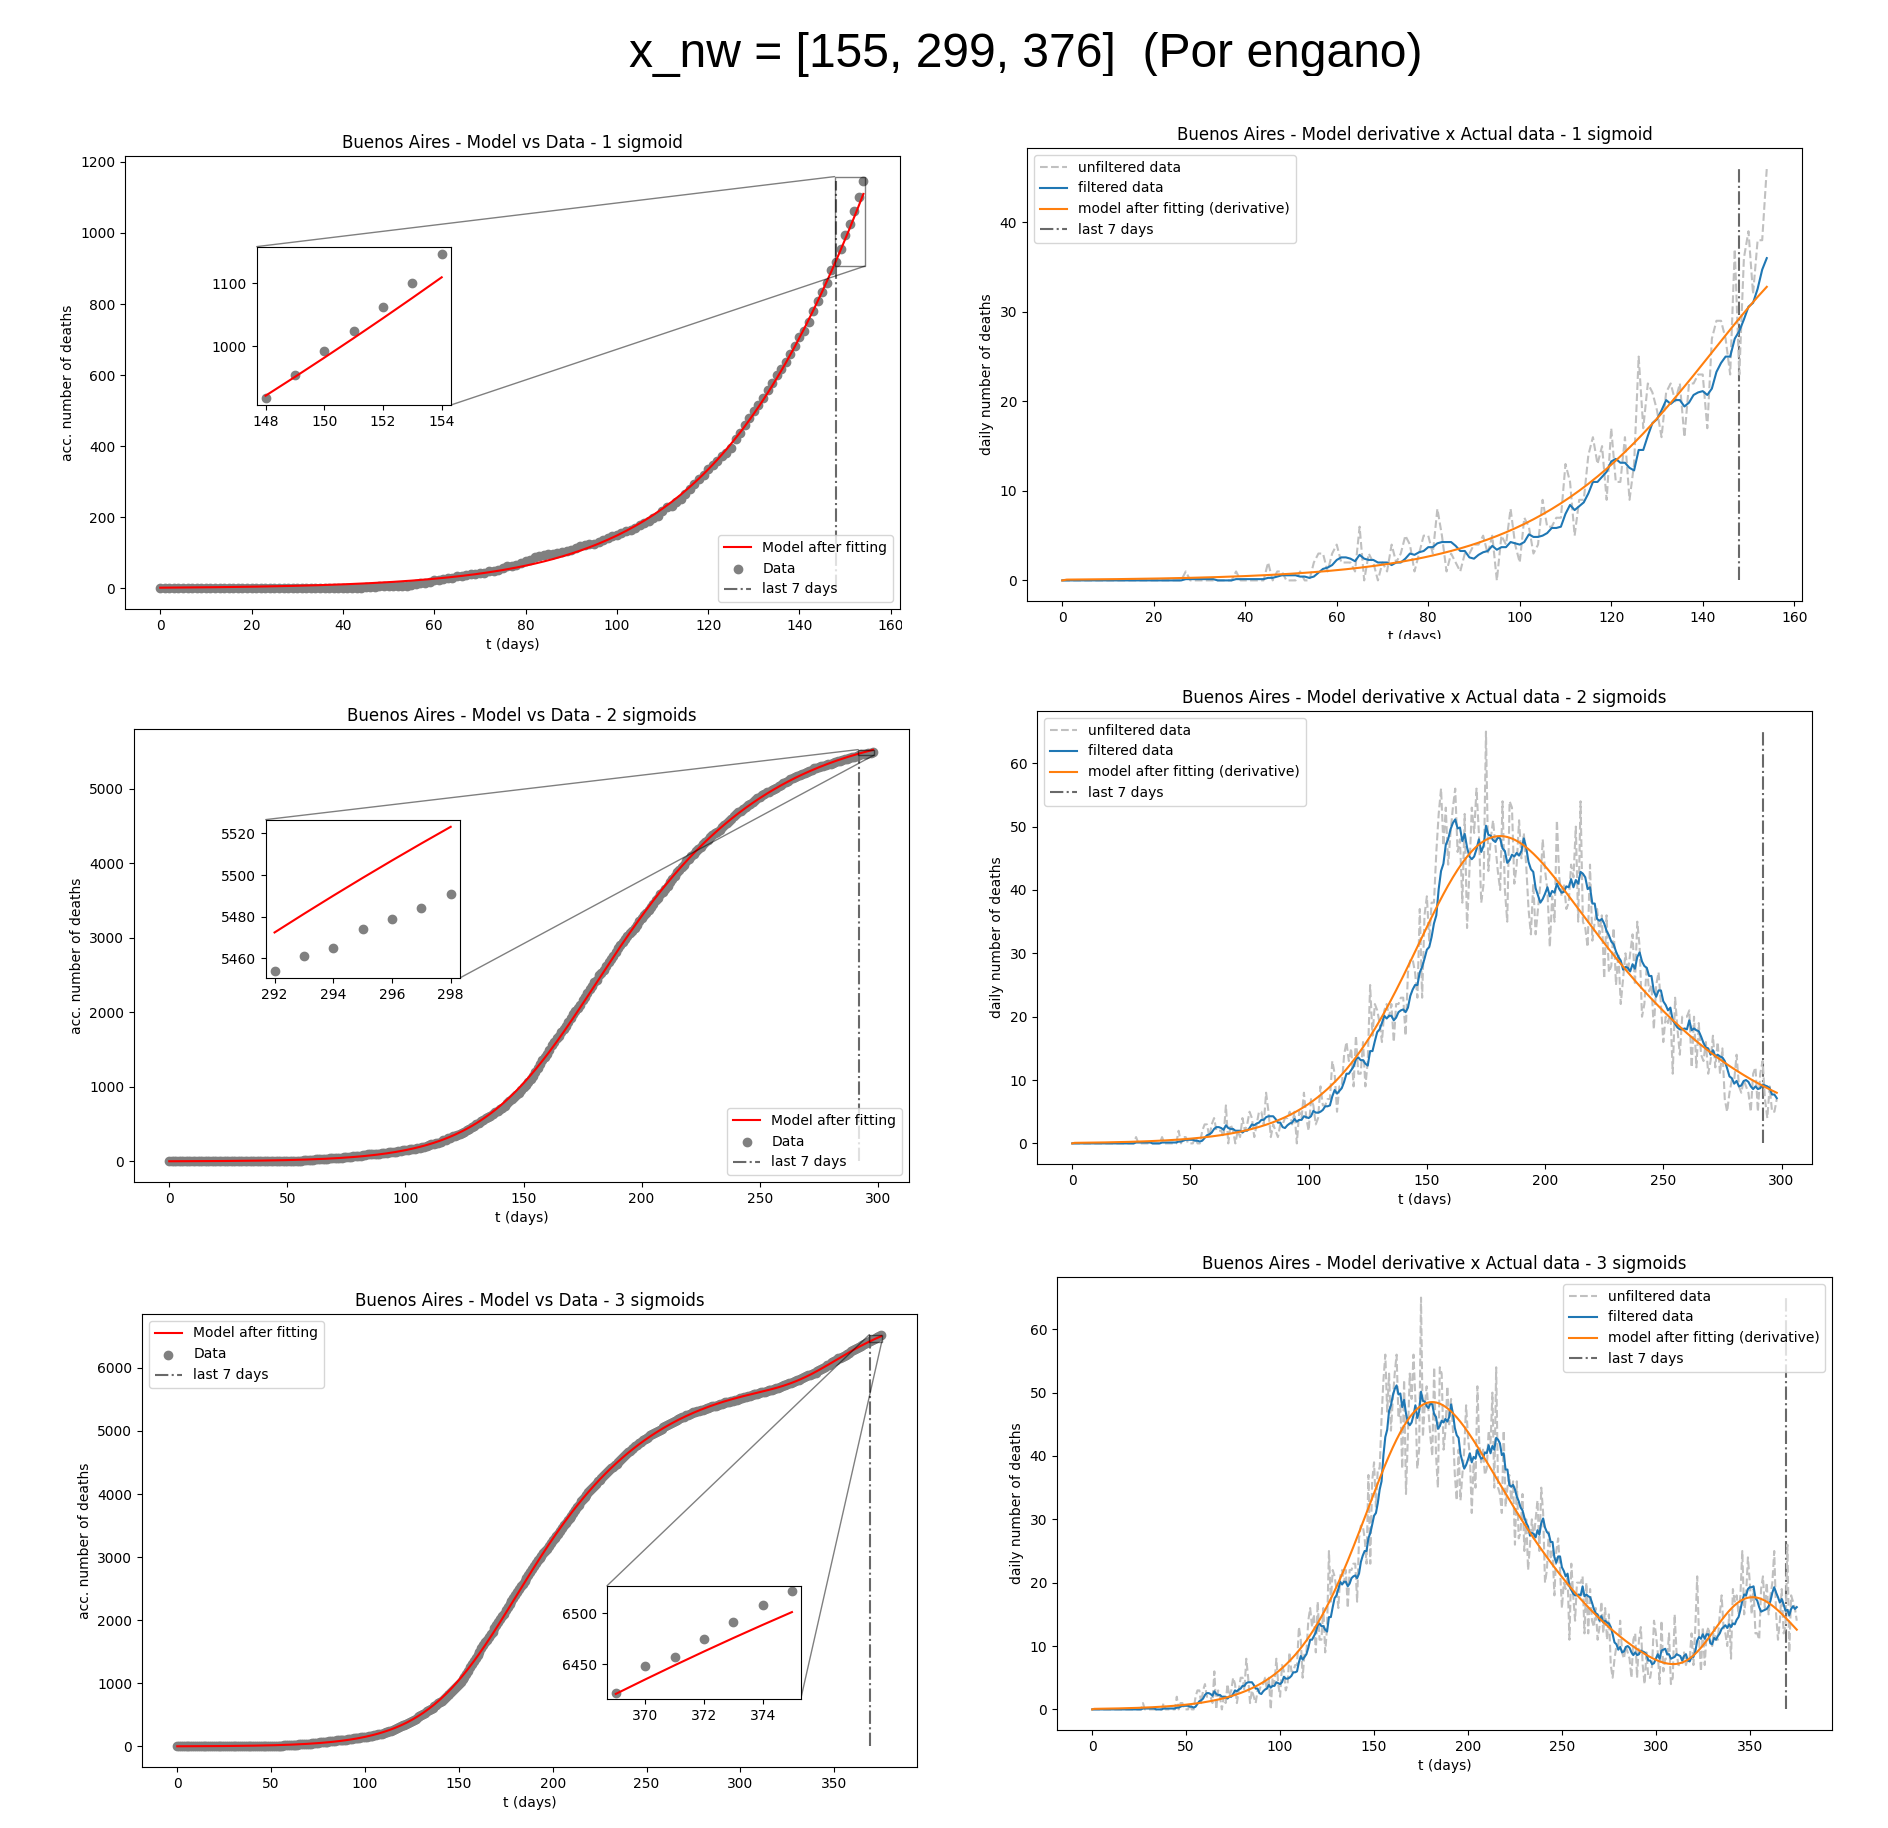 x_nw = [155, 299, 376]  (Por engano)
Buenos Aires - Model vs Data - 1 sigmoid
1200
1000
800
600
400
200
0
acc. number of deaths
1100
1000
148 150 152 154
Model after fitting
Data
last 7 days
0 20 40 60 80 100 120 140 160
t (days)
Buenos Aires - Model derivative x Actual data - 1 sigmoid
unfiltered data
filtered data
model after fitting (derivative)
last 7 days
40
30
20
10
0
daily number of deaths
0 20 40 60 80 100 120 140 160
t (days)
Buenos Aires - Model vs Data - 2 sigmoids
5000
4000
3000
2000
1000
0
acc. number of deaths
5520
5500
5480
5460
292 294 296 298
Model after fitting
Data
last 7 days
0 50 100 150 200 250 300
t (days)
Buenos Aires - Model derivative x Actual data - 2 sigmoids
unfiltered data
filtered data
model after fitting (derivative)
last 7 days
60
50
40
30
20
10
0
daily number of deaths
0 50 100 150 200 250 300
t (days)
Buenos Aires - Model vs Data - 3 sigmoids
Model after fitting
Data
last 7 days
6000
5000
4000
3000
2000
1000
0
acc. number of deaths
6500
6450
370 372 374
0 50 100 150 200 250 300 350
t (days)
Buenos Aires - Model derivative x Actual data - 3 sigmoids
unfiltered data
filtered data
model after fitting (derivative)
last 7 days
60
50
40
30
20
10
0
daily number of deaths
0 50 100 150 200 250 300 350
t (days)